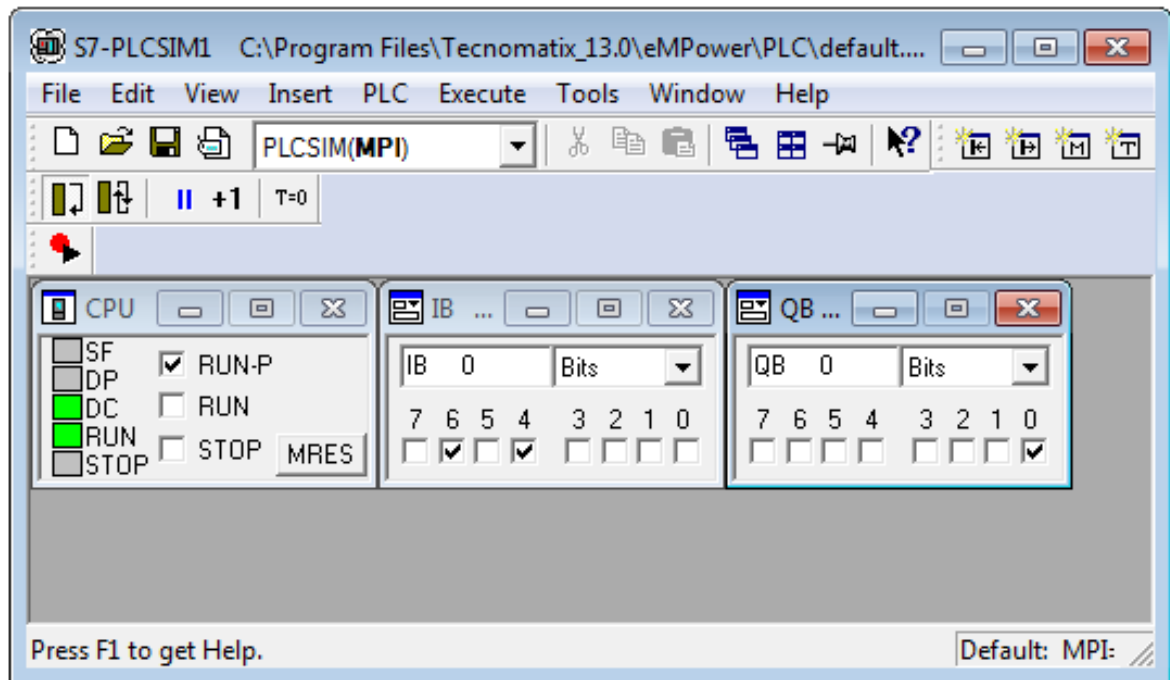 S7-PLCSIM1 C:\Program Files\Tecnomatix_13.0\eMPower\PLC\default....
File Edit View Insert PLC Execute Tools Window Help
PLCSIM(MPI)
+1 T=0
CPU
SF
DP
DC
RUN
STOP
RUN-P
RUN
STOP MRES
IB ...
IB 0 Bits
7 6 5 4 3 2 1 0
QB ...
QB 0 Bits
7 6 5 4 3 2 1 0
Press F1 to get Help.
Default: MPI: